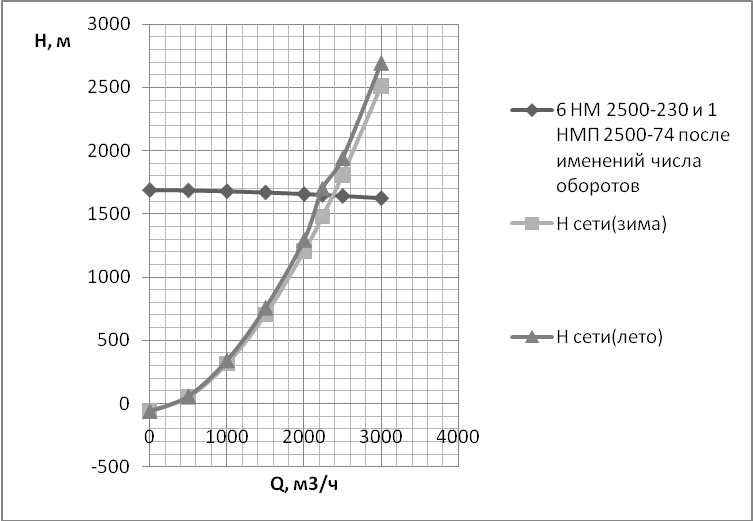 H, м
3000
2500
2000
1500
1000
500
0
-500
0 1000 2000 3000 4000
Q, м3/ч
6 НМ 2500-230 и 1
НМП 2500-74 после
именений числа
оборотов
Н сети(зима)
Н сети(лето)